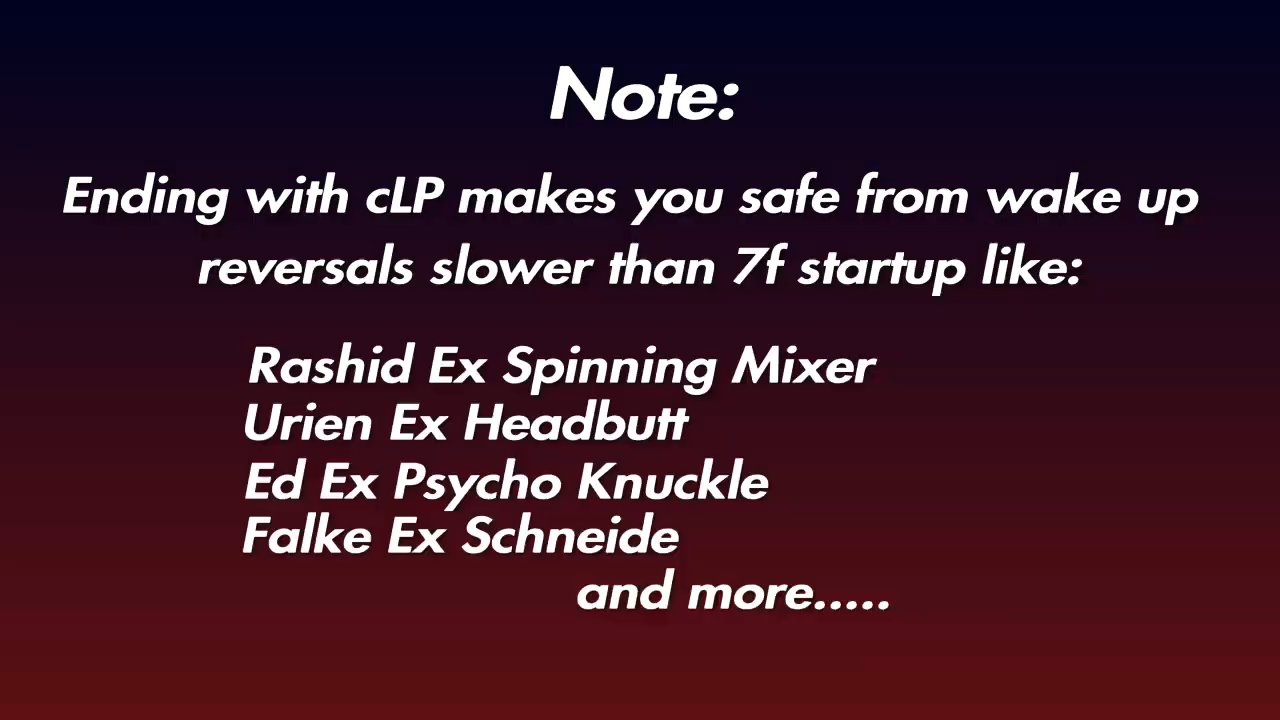 Note:
Ending with cLP makes you safe from wake up
reversals slower than 7f startup like:
Rashid Ex Spinning Mixer
Urien Ex Headbutt
Ed Ex Psycho Knuckle
Falke Ex Schneide
and more.....